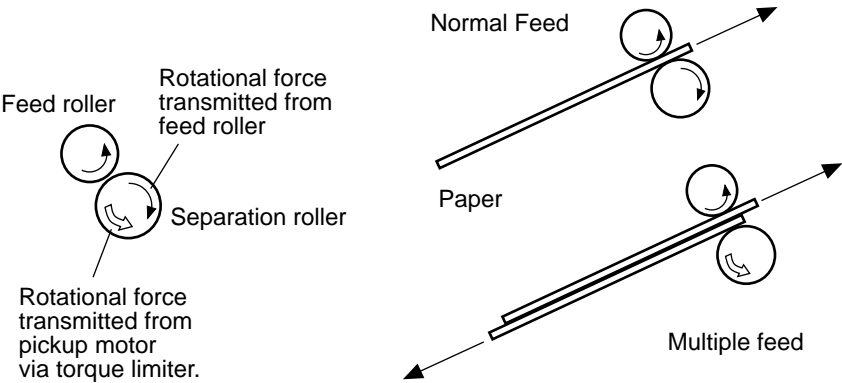 Feed roller
Rotational force
transmitted from
feed roller
Separation roller
Rotational force
transmitted from
pickup motor
via torque limiter.
Normal Feed
Paper
Multiple feed